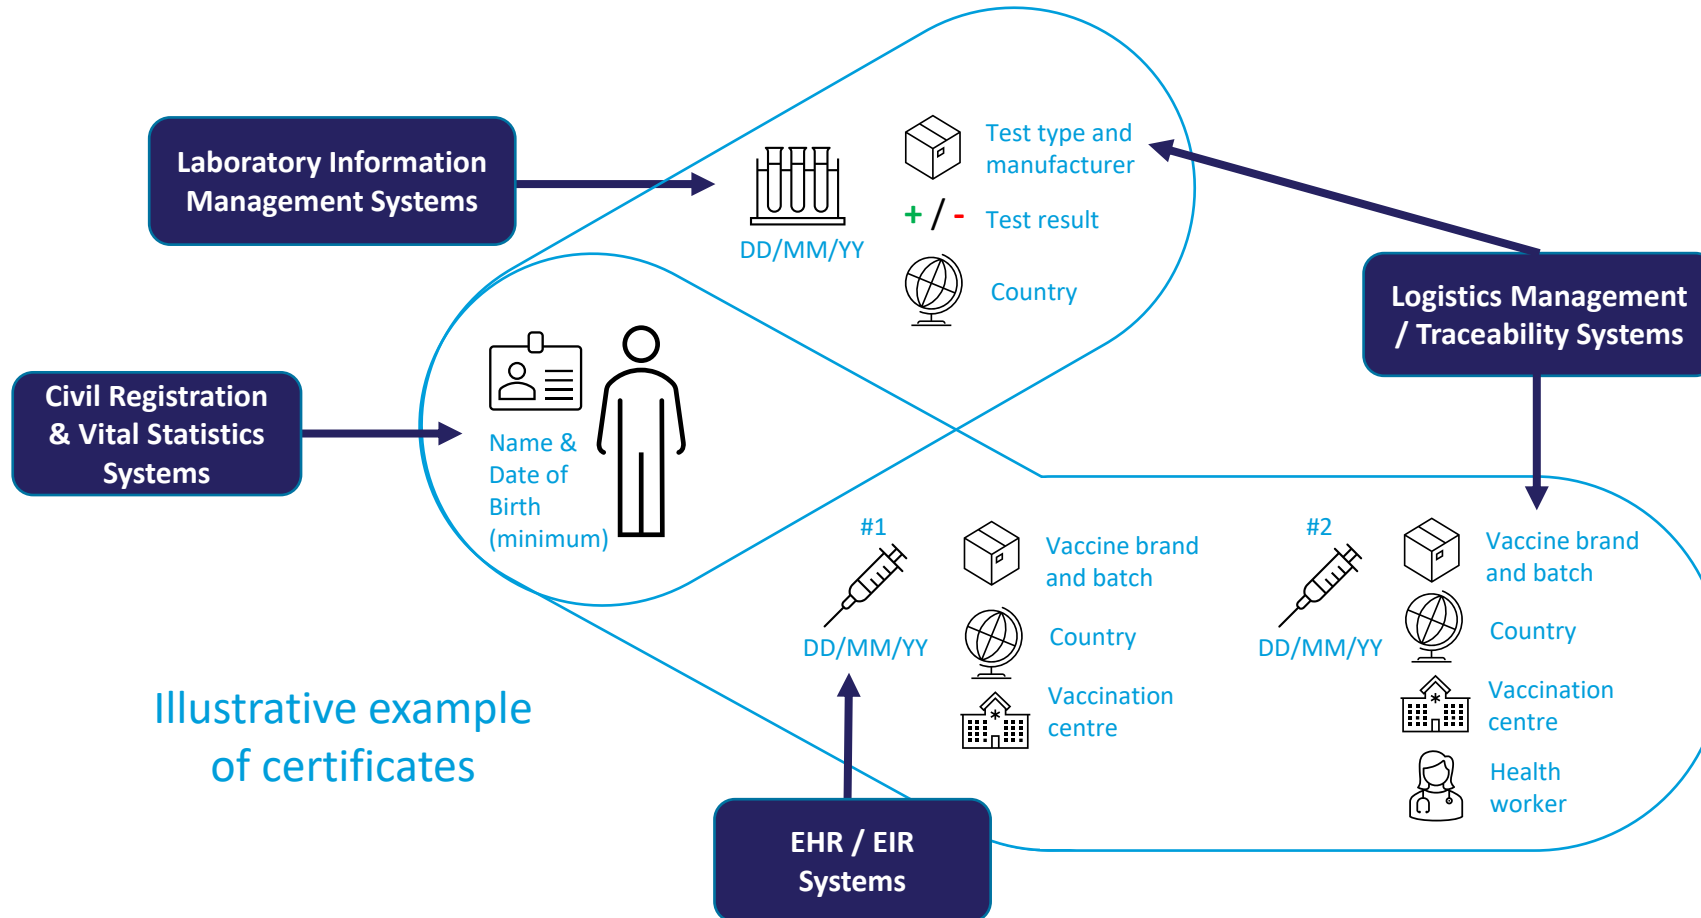 Laboratory Information
Management Systems
Test type and
manufacturer
+ / -
Test result
DD/MM/YY
Country
Logistics Management
/ Traceability Systems
Civil Registration
& Vital Statistics
Systems
Name &
Date of
Birth
(minimum)
#1
DD/MM/YY
Vaccine brand
and batch
Country
Vaccination
centre
#2
DD/MM/YY
Vaccine brand
and batch
Country
Vaccination
centre
Health
worker
Illustrative example
of certificates
EHR / EIR
Systems